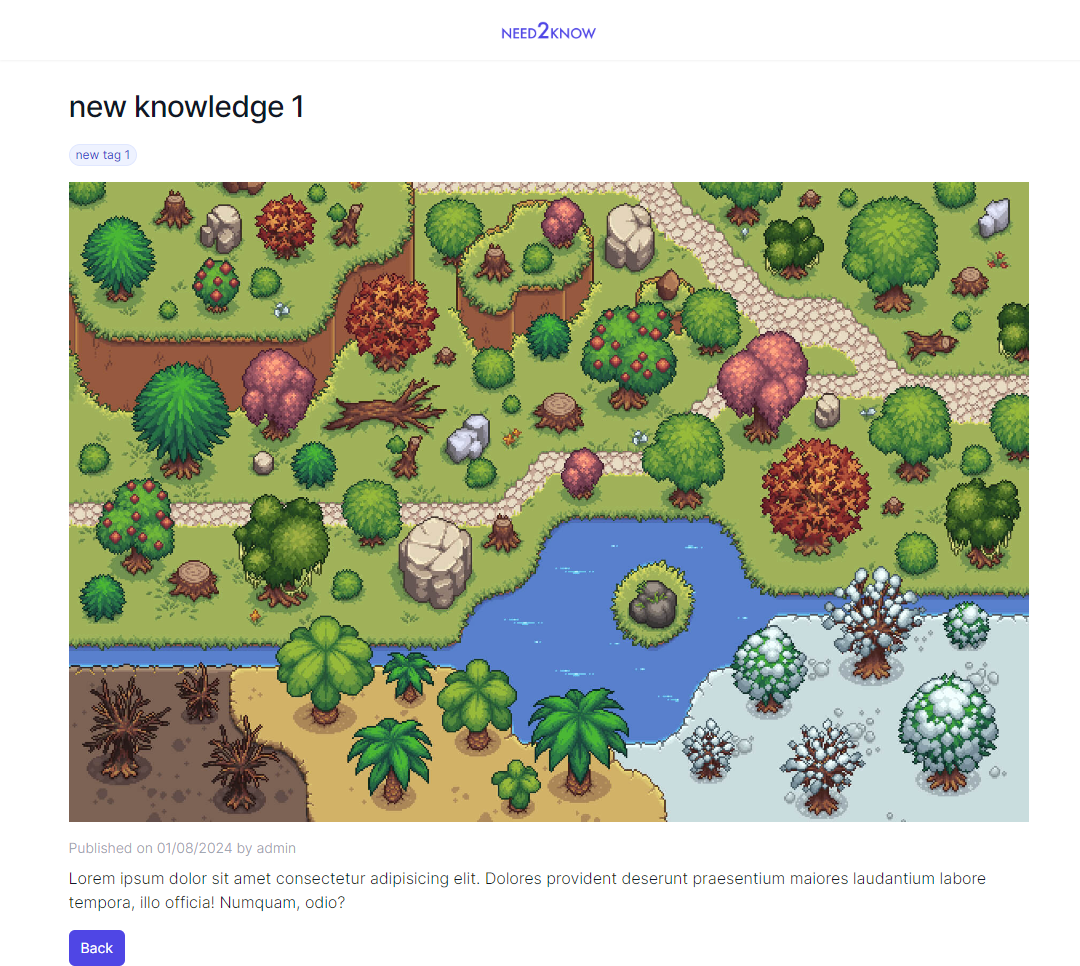 NEED2KNOW
new knowledge 1
new tag 1
Published on 01/08/2024 by admin
Lorem ipsum dolor sit amet consectetur adipisicing elit. Dolores provident deserunt praesentium maiores laudantium labore
tempora, illo officia! Numquam, odio?
Back